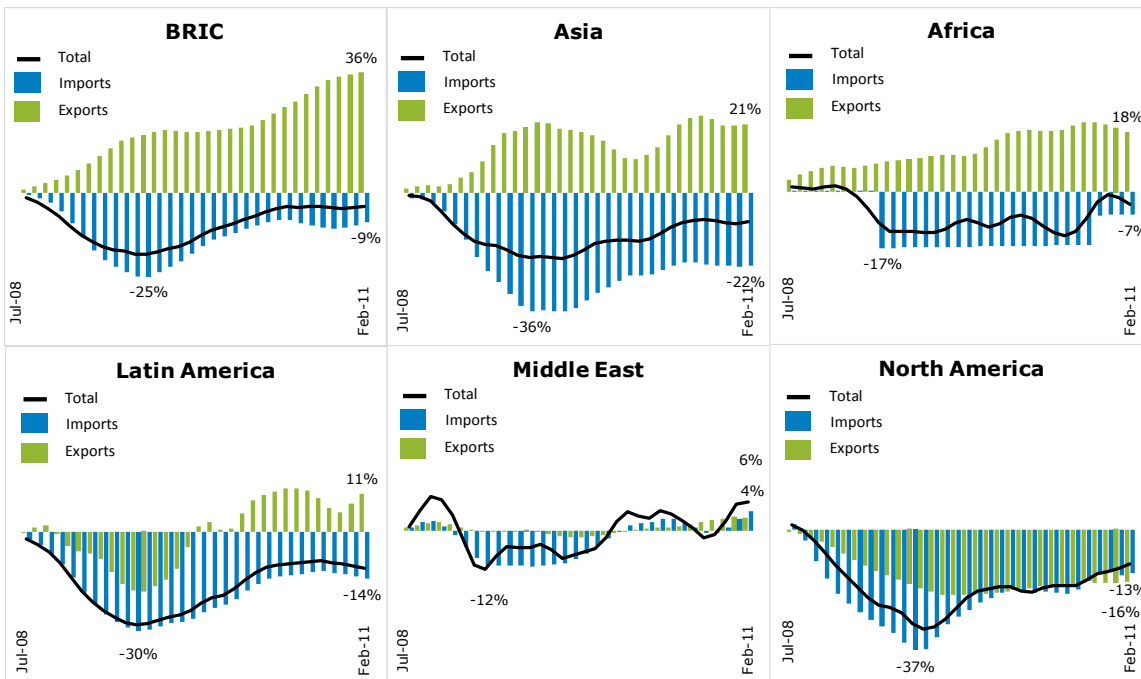 BRIC
Total
Imports
Exports
36%
-9%
-25%
Jul-08
Feb-11
Asia
Total
Imports
Exports
21%
-22%
-36%
Jul-08
Feb-11
Africa
Total
Imports
Exports
18%
-7%
-17%
Jul-08
Feb-11
Latin America
Total
Imports
Exports
11%
-14%
-30%
Jul-08
Feb-11
Middle East
Total
Imports
Exports
6%
4%
-12%
Jul-08
Feb-11
North America
Total
Imports
Exports
-13%
-16%
-37%
Jul-08
Feb-11